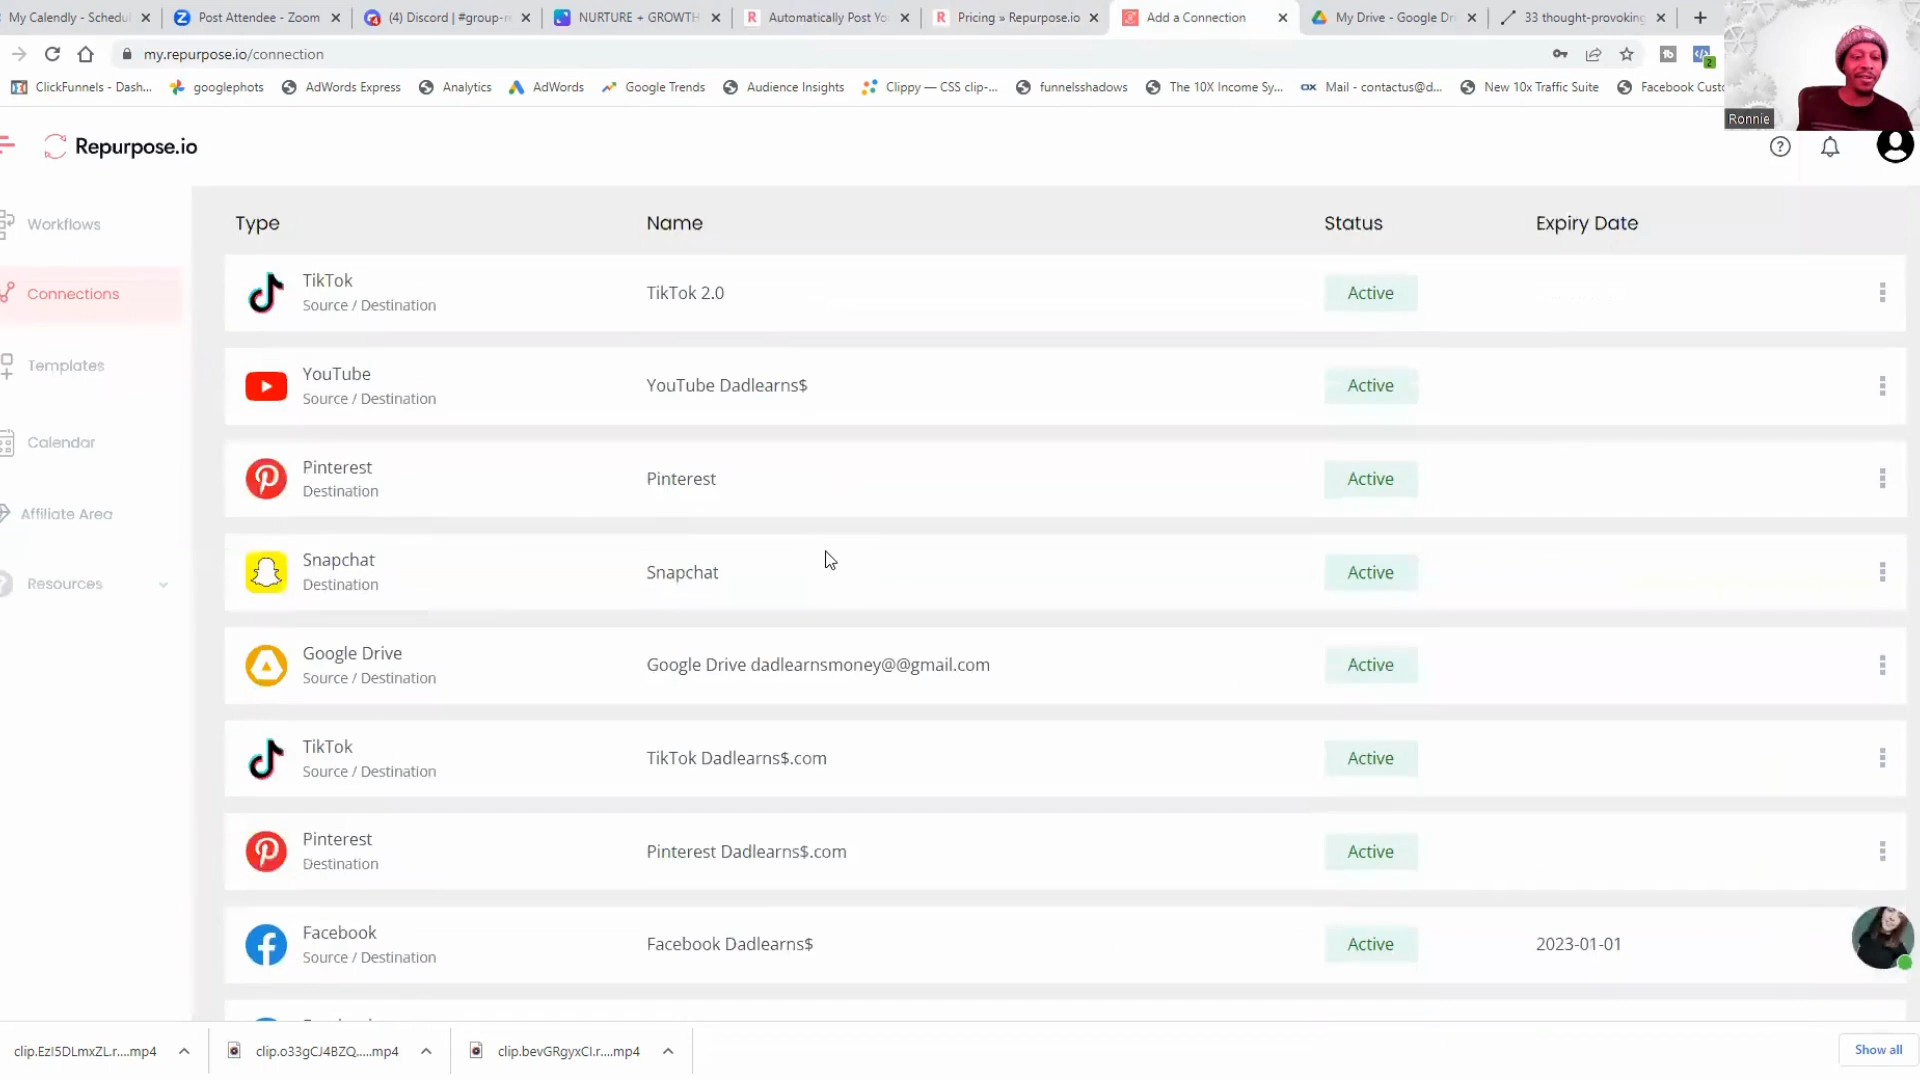 My Calendly - Schedul
Post Attendee - Zoom
(4) Discord | #group-r
NURTURE + GROWTH
Automatically Post Yo
Pricing » Repurpose.io
Add a Connection
My Drive - Google Dri
33 thought-provoking
my.repurpose.io/connection
2
ClickFunnels - Dash...
googlephots
AdWords Express
Analytics
AdWords
Google Trends
Audience Insights
Clippy — CSS clip-...
funnelsshadows
The 10X Income Sy...
OX
Mail - contactus@d...
New 10x Traffic Suite
Facebook Custo
Ronnie
Repurpose.io
Workflows
Connections
Templates
Calendar
Affiliate Area
Resources
Type
Name
Status
Expiry Date
TikTok
Source / Destination
TikTok 2.0
Active
YouTube
Source / Destination
YouTube Dadlearns$
Active
Pinterest
Destination
Pinterest
Active
Snapchat
Destination
Snapchat
Active
Google Drive
Source / Destination
Google Drive dadlearnsmoney@@gmail.com
Active
TikTok
Source / Destination
TikTok Dadlearns$.com
Active
Pinterest
Destination
Pinterest Dadlearns$.com
Active
Facebook
Source / Destination
Facebook Dadlearns$
Active
2023-01-01
clip.EzI5DLmxZL.r....mp4
clip.o33gCJ4BZQ.....mp4
clip.bevGRgyxCI.r....mp4
Show all